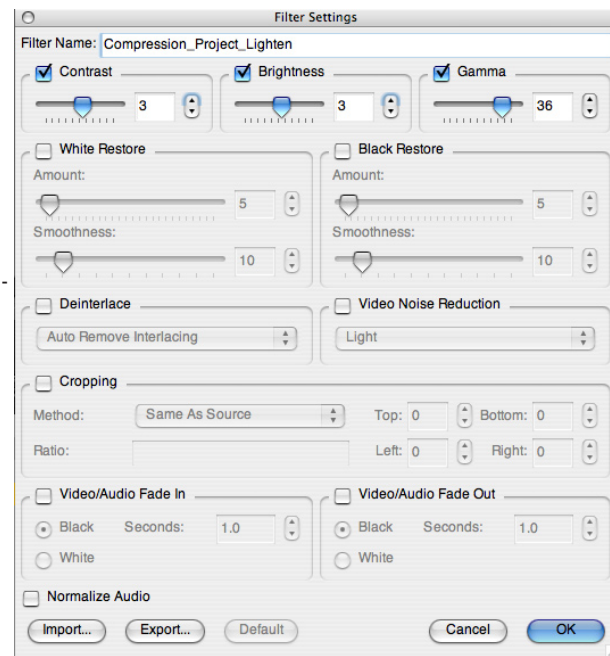 Filter Settings
Filter Name: Compression_Project_Lighten
Contrast
Brightness
Gamma
3
3
36
White Restore
Black Restore
Amount:
Amount:
5
5
Smoothness:
Smoothness:
10
10
Deinterlace
Video Noise Reduction
Auto Remove Interlacing
Light
Cropping
Method: Same As Source Top: 0 Bottom: 0
Ratio: Left: 0 Right: 0
Video/Audio Fade In
Video/Audio Fade Out
Black Seconds: 1.0
Black Seconds: 1.0
White
White
Normalize Audio
Import... Export... Default Cancel OK